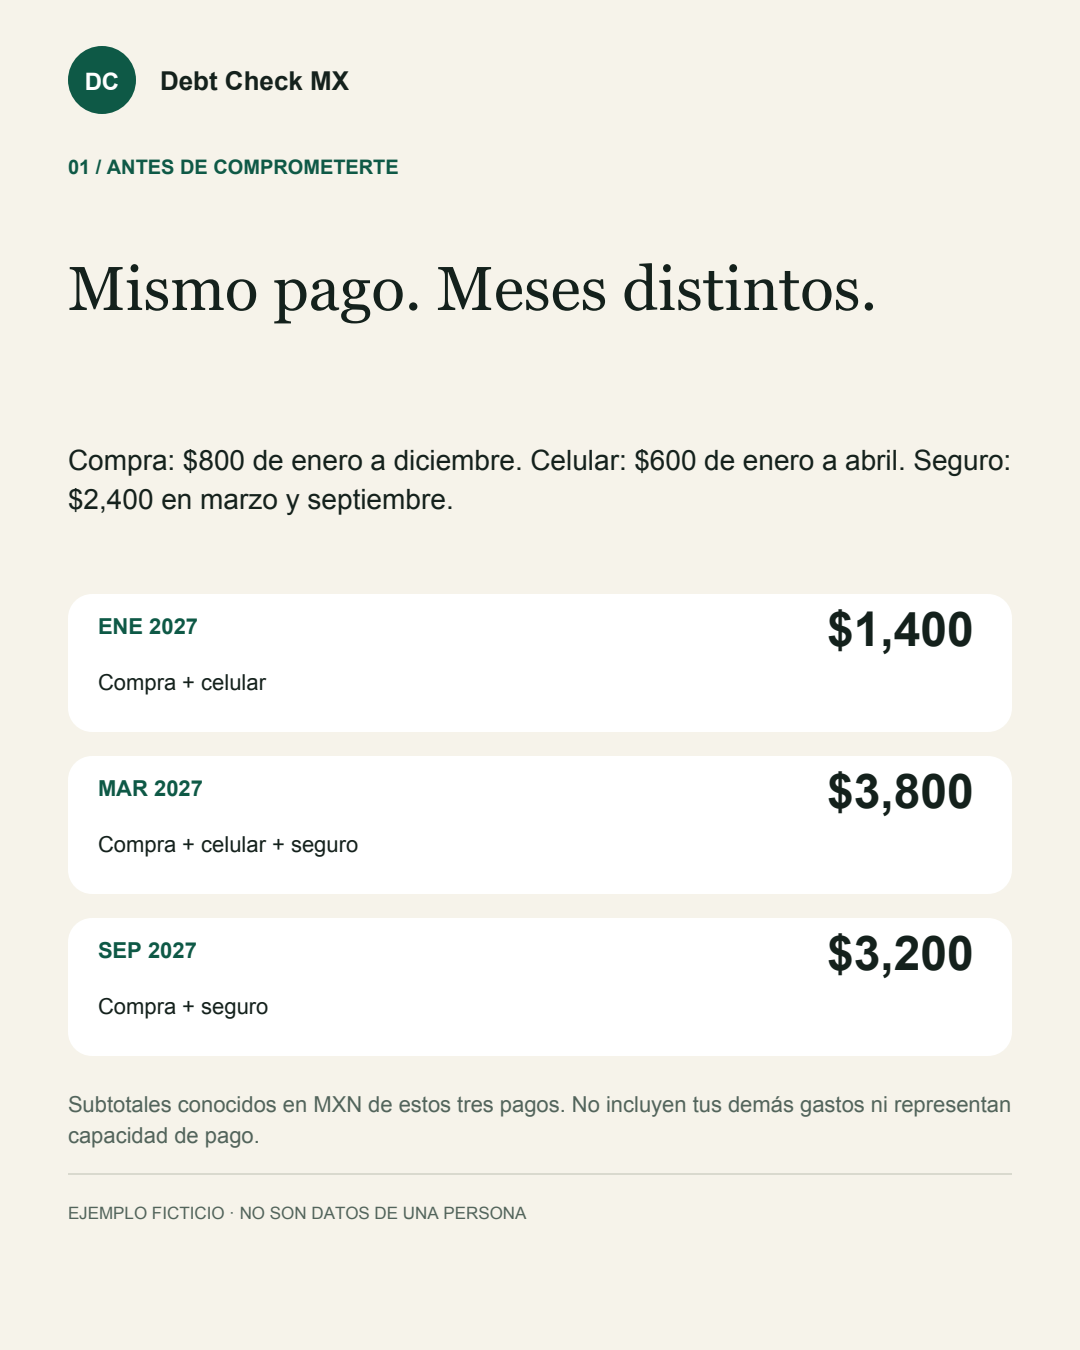 DC
Debt Check MX
01 / ANTES DE COMPROMETERTE
Mismo pago. Meses distintos.
Compra: $800 de enero a diciembre. Celular: $600 de enero a abril. Seguro:
$2,400 en marzo y septiembre.
ENE 2027
$1,400
Compra + celular
MAR 2027
$3,800
Compra + celular + seguro
SEP 2027
$3,200
Compra + seguro
Subtotales conocidos en MXN de estos tres pagos. No incluyen tus demás gastos ni representan
capacidad de pago.
EJEMPLO FICTICIO · NO SON DATOS DE UNA PERSONA